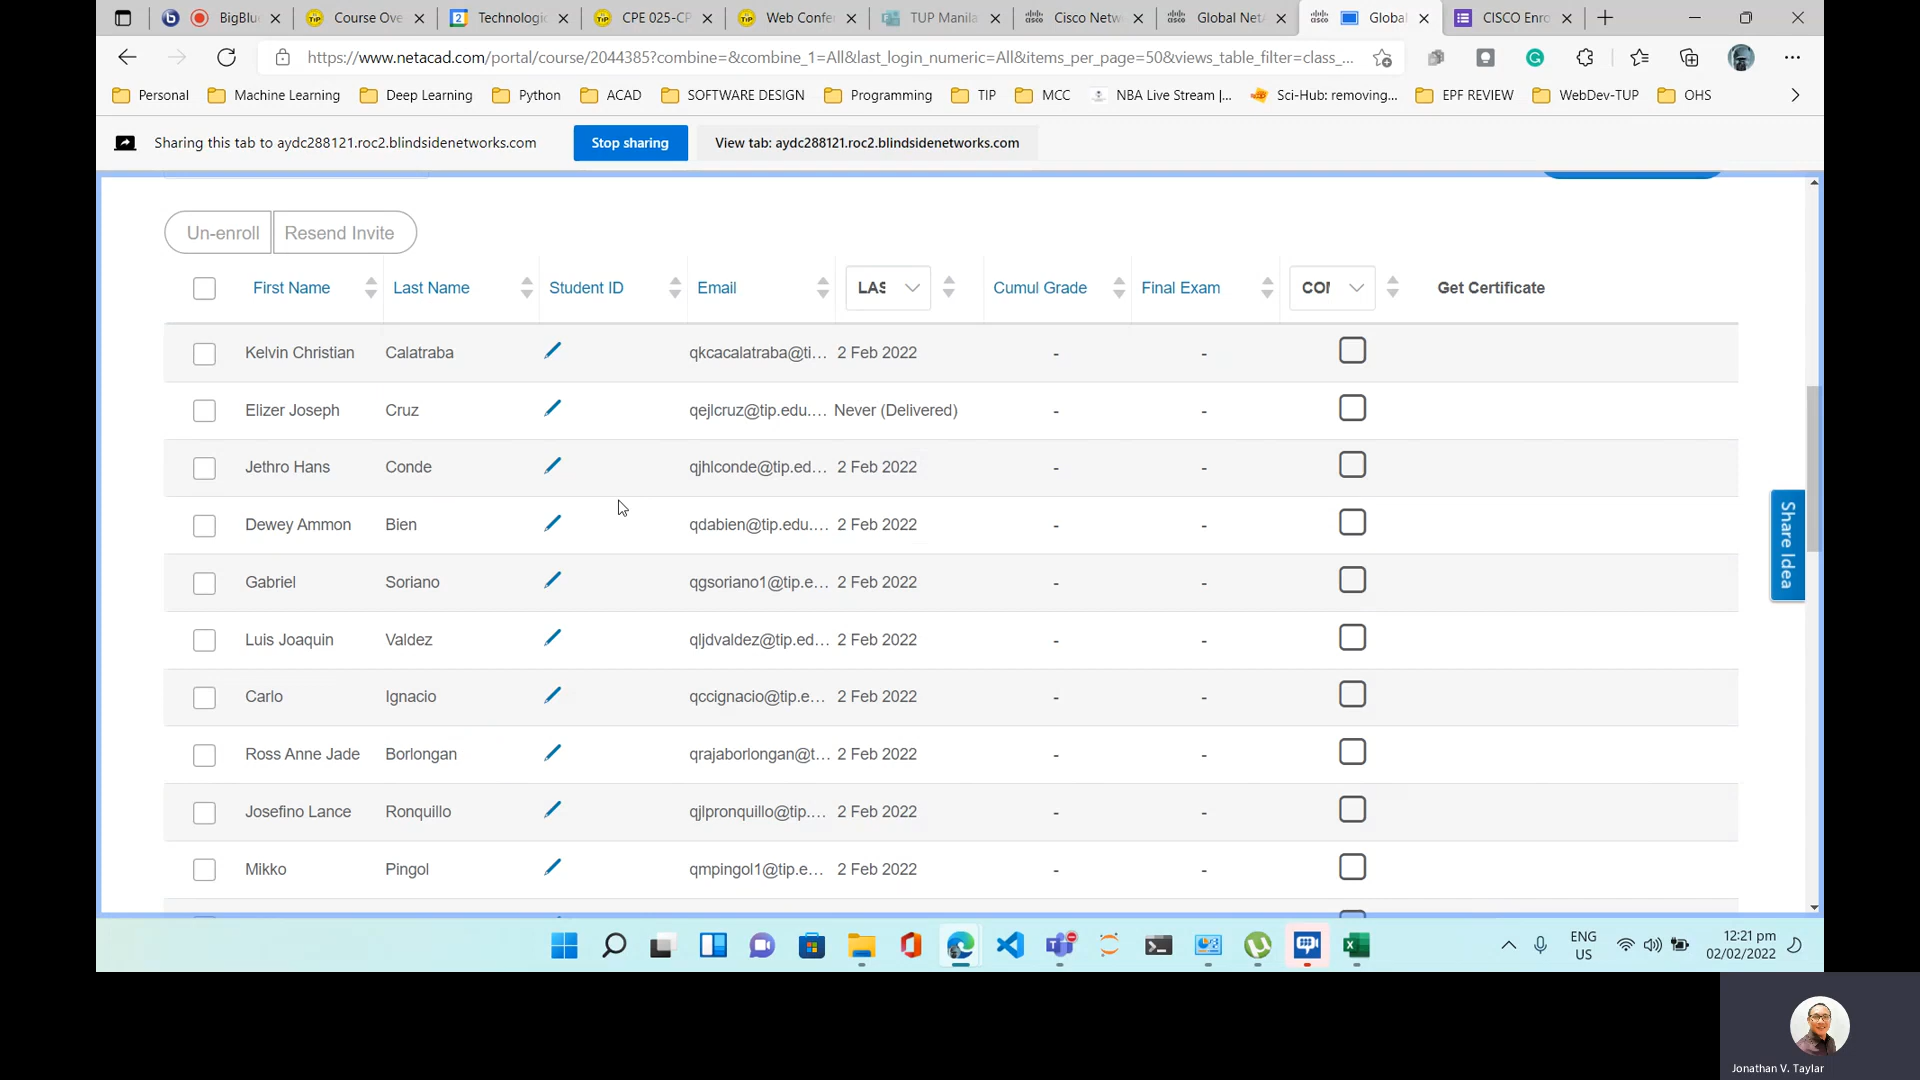 BigBlu
Course Ove
Technologic
CPE 025-CP
Web Confe
TUP Manila
Cisco Netw
Global Net
Global
CISCO Enro
https://www.netacad.com/portal/course/2044385?combine=&combine_1=All&last_login_numeric=All&items_per_page=50&views_table_filter=class_...
Personal
Machine Learning
Deep Learning
Python
ACAD
SOFTWARE DESIGN
Programming
TIP
MCC
NBA Live Stream |...
Sci-Hub: removing...
EPF REVIEW
WebDev-TUP
OHS
Sharing this tab to aydc288121.roc2.blindsidenetworks.com
Stop sharing
View tab: aydc288121.roc2.blindsidenetworks.com
Un-enroll
Resend Invite
First Name Last Name Student ID Email LAS Cumul Grade Final Exam COI Get Certificate
Kelvin Christian Calatraba qkcacalatraba@ti... 2 Feb 2022 - -
Elizer Joseph Cruz qejlcruz@tip.edu.... Never (Delivered) - -
Jethro Hans Conde qjhlconde@tip.ed... 2 Feb 2022 - -
Dewey Ammon Bien qdabien@tip.edu.... 2 Feb 2022 - -
Gabriel Soriano qgsoriano1@tip.e... 2 Feb 2022 - -
Luis Joaquin Valdez qljdvaldez@tip.ed... 2 Feb 2022 - -
Carlo Ignacio qccignacio@tip.e... 2 Feb 2022 - -
Ross Anne Jade Borlongan qrajaborlongan@t... 2 Feb 2022 - -
Josefino Lance Ronquillo qjlpronquillo@tip.... 2 Feb 2022 - -
Mikko Pingol qmpingol1@tip.e... 2 Feb 2022 - -
Share Idea
ENG
US
12:21 pm
02/02/2022
Jonathan V. Taylar